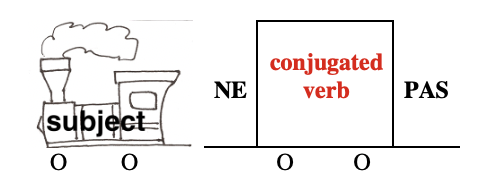 subject
NE
conjugated
verb
PAS
O O
O O